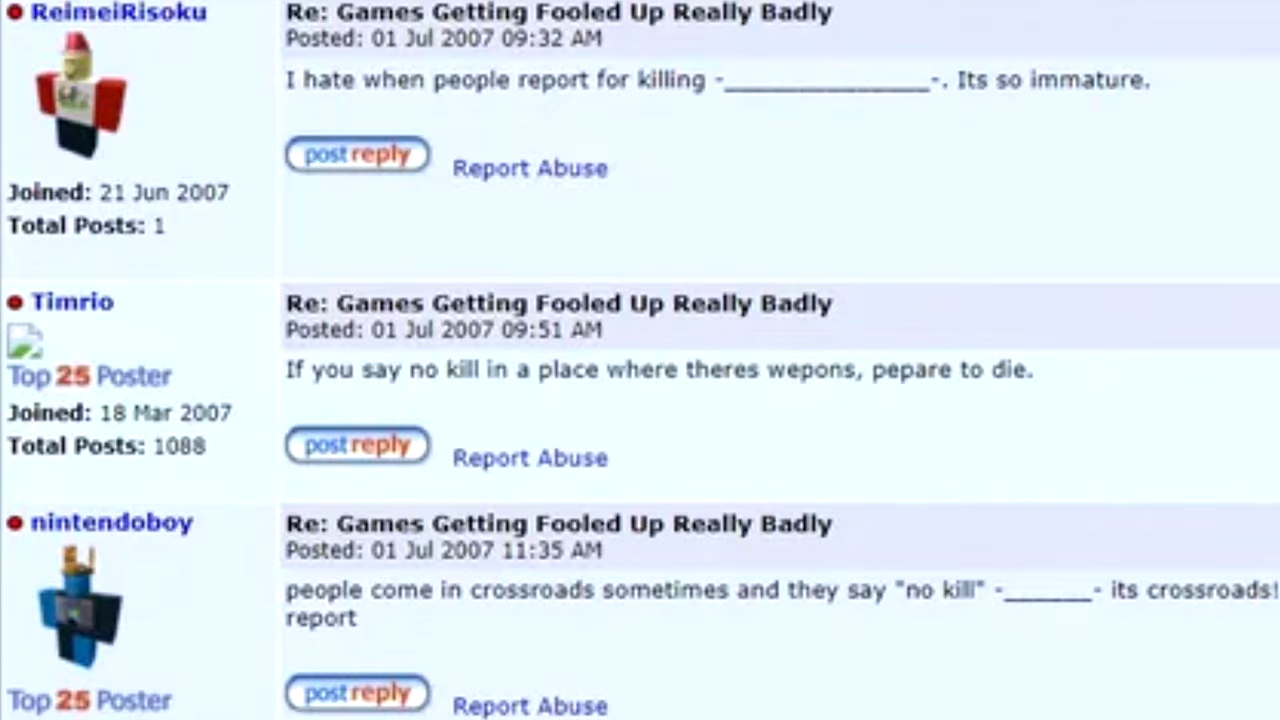 ReimeiRisoku
Re: Games Getting Fooled Up Really Badly
Posted: 01 Jul 2007 09:32 AM
I hate when people report for killing -______________-. Its so immature.
post reply
Report Abuse
Joined: 21 Jun 2007
Total Posts: 1
Timrio
Re: Games Getting Fooled Up Really Badly
Posted: 01 Jul 2007 09:51 AM
If you say no kill in a place where theres wepons, pepare to die.
Top 25 Poster
Joined: 18 Mar 2007
Total Posts: 1088
post reply
Report Abuse
nintendoboy
Re: Games Getting Fooled Up Really Badly
Posted: 01 Jul 2007 11:35 AM
people come in crossroads sometimes and they say "no kill" -______- its crossroads!
report
Top 25 Poster
post reply
Report Abuse